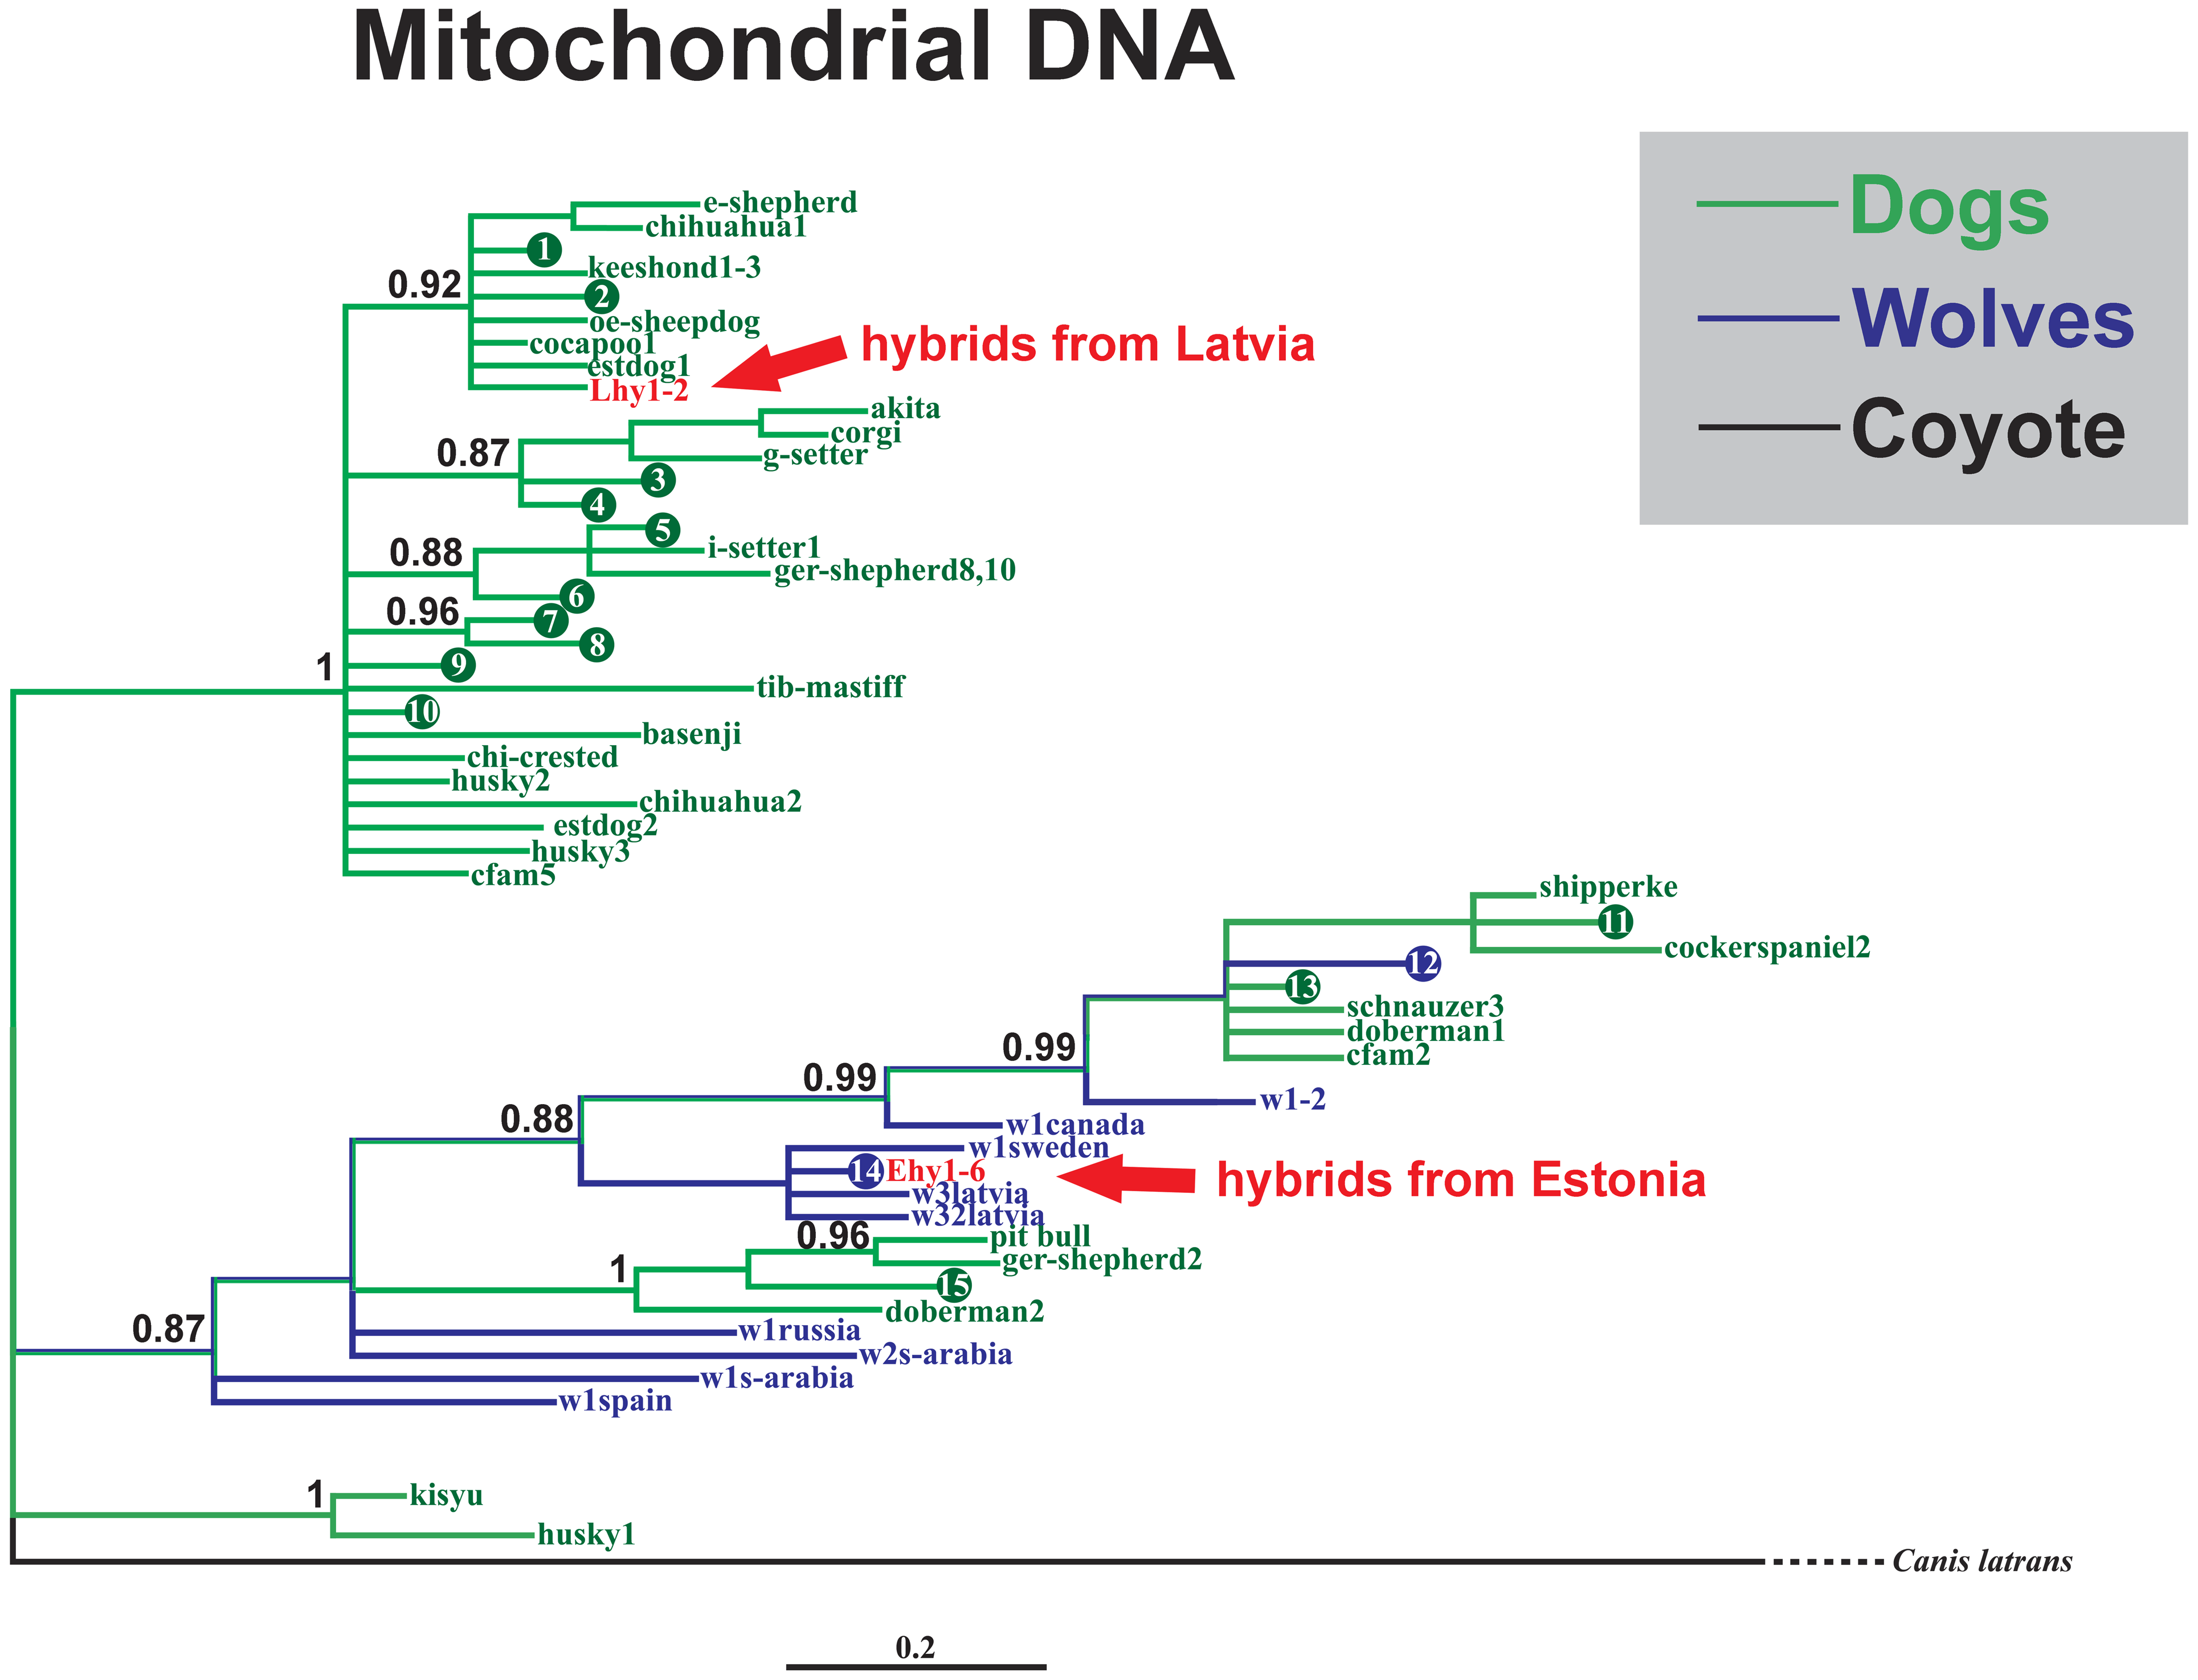 Mitochondrial DNA
Dogs
Wolves
Coyote
e-shepherd
chihuahua1
1
keeshond1-3
0.92
2
oe-sheepdog
cocapoo1
hybrids from Latvia
estdog1
Lhy1-2
akita
corgi
0.87
g-setter
3
4
5
i-setter1
0.88
ger-shepherd8,10
6
0.96
7
8
9
1
tib-mastiff
10
basenji
chi-crested
husky2
chihuahua2
estdog2
husky3
cfam5
shipperke
11
cockerspaniel2
12
13
schnauzer3
doberman1
0.99
cfam2
0.99
w1-2
0.88
w1canada
w1sweden
14 Ehy1-6
hybrids from Estonia
w3latvia
w32latvia
0.96
pit bull
ger-shepherd2
1
15
doberman2
0.87
w1russia
w2s-arabia
w1s-arabia
w1spain
1
kisyu
husky1
Canis latrans
0.2